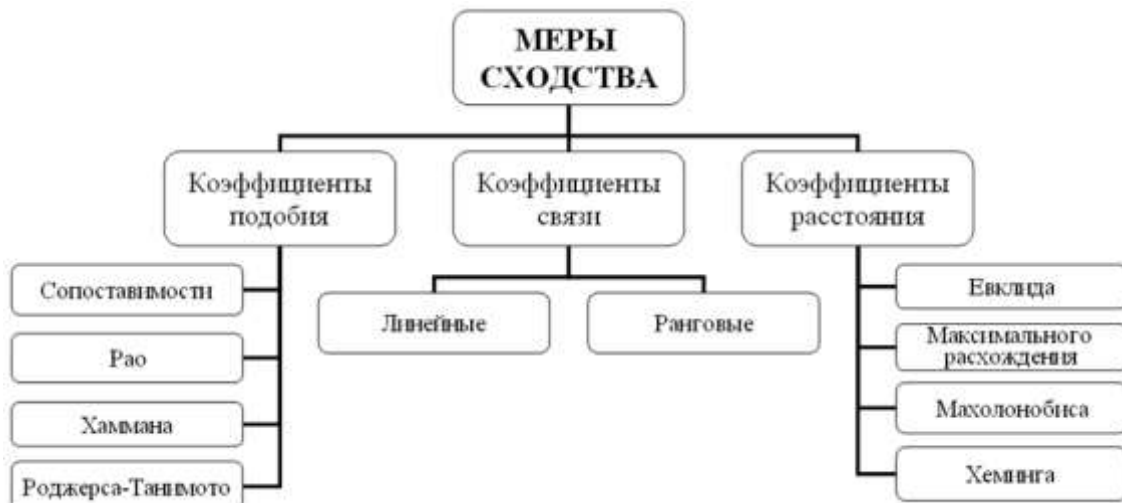 МЕРЫ
СХОДСТВА
Коэффициенты
подобия
Коэффициенты
связи
Коэффициенты
расстояния
Сопоставимости
Рао
Хаммана
Роджерса-Танимото
Линейные
Ранговые
Евклида
Максимального
расхождения
Махолонобиса
Хеминга